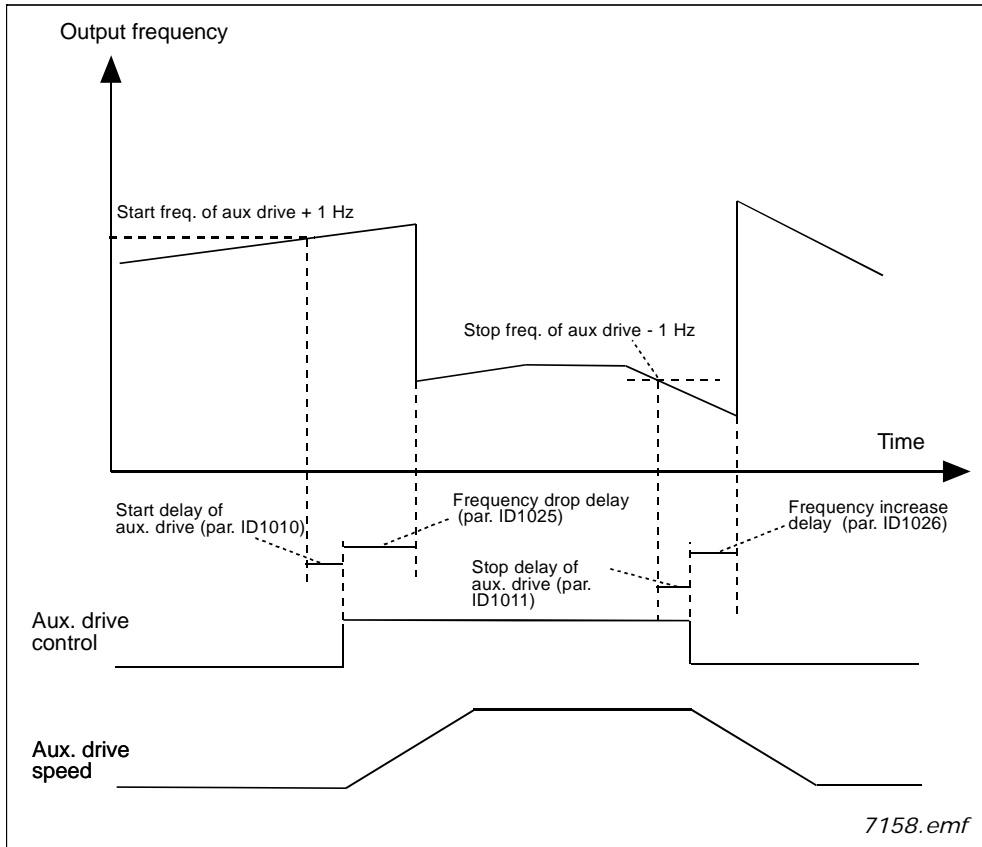 Output frequency
Start freq. of aux drive + 1 Hz
Stop freq. of aux drive - 1 Hz
Time
Start delay of
aux. drive (par. ID1010)
Frequency drop delay
(par. ID1025)
Frequency increase
delay (par. ID1026)
Stop delay of
aux. drive (par.
ID1011)
Aux. drive
control
Aux. drive
speed
7158.emf